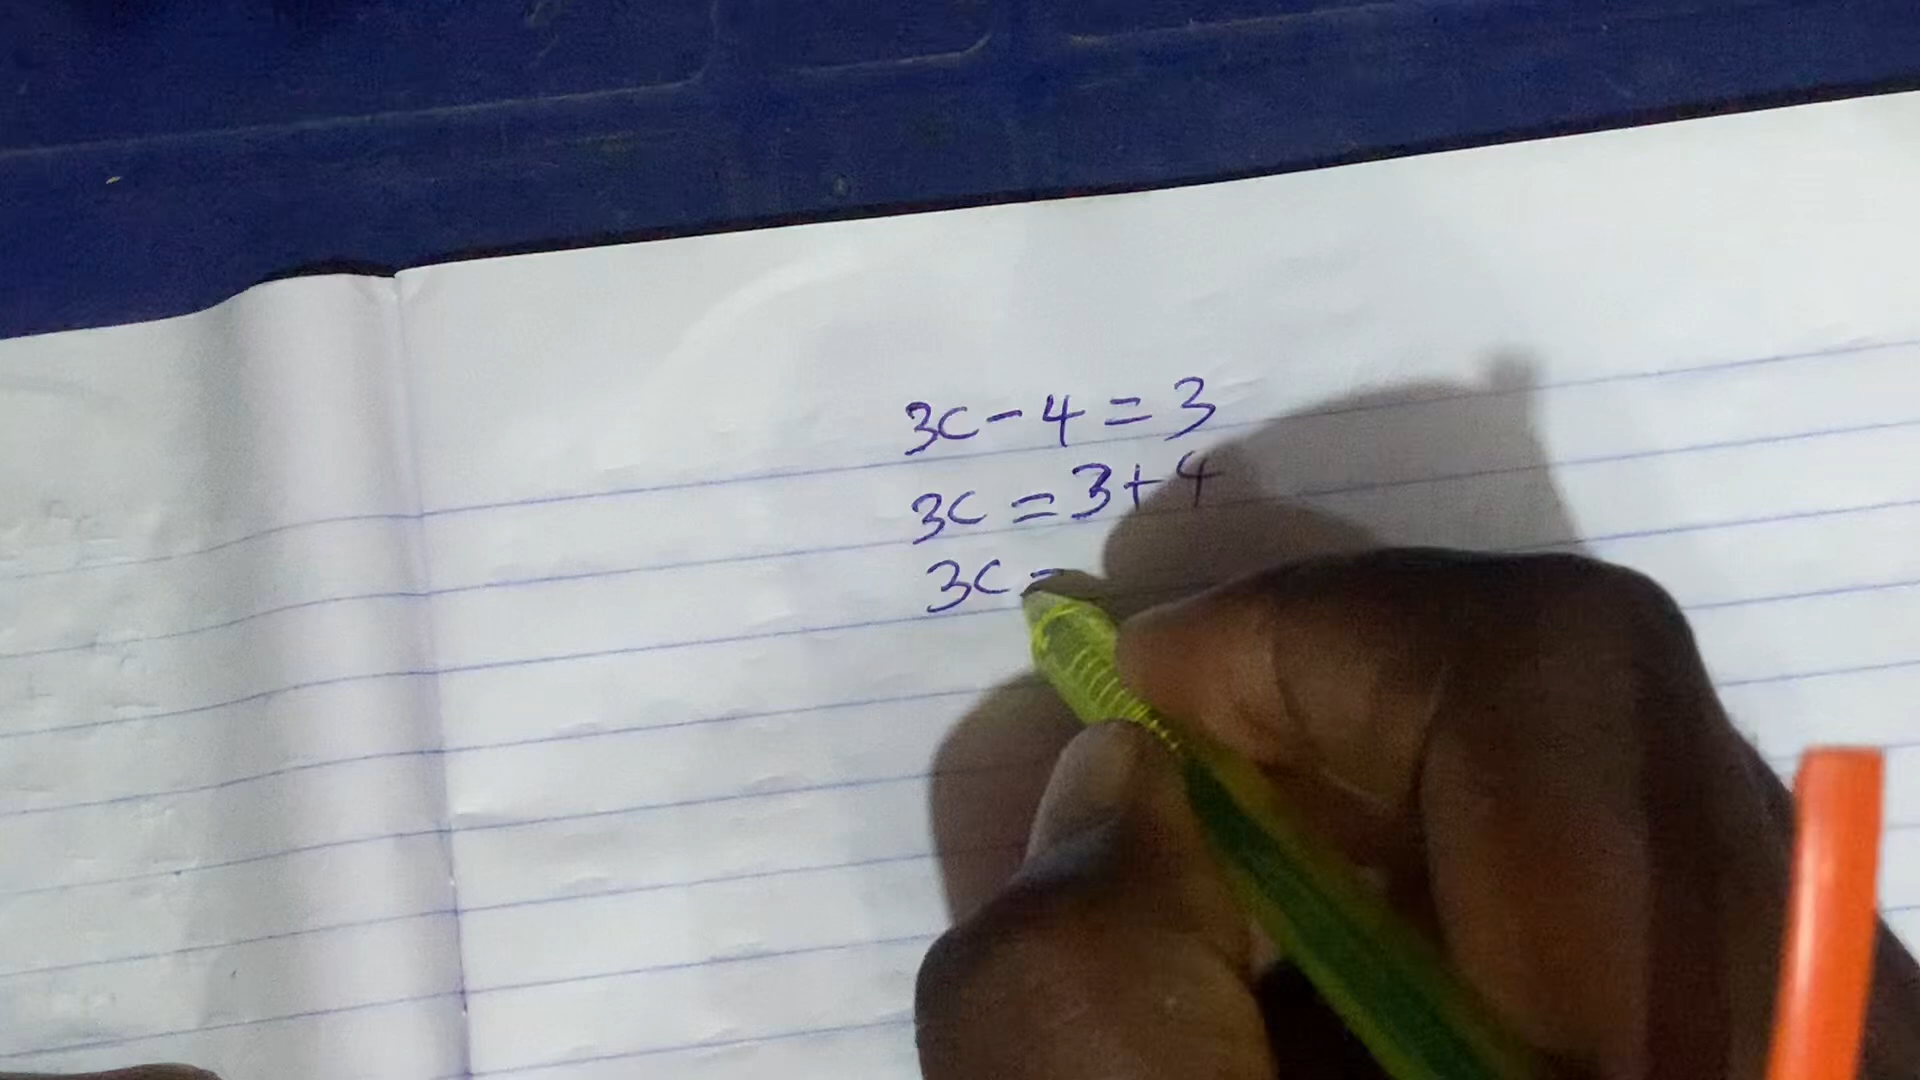 3c - 4 = 3
3c = 3 + 4
3c =